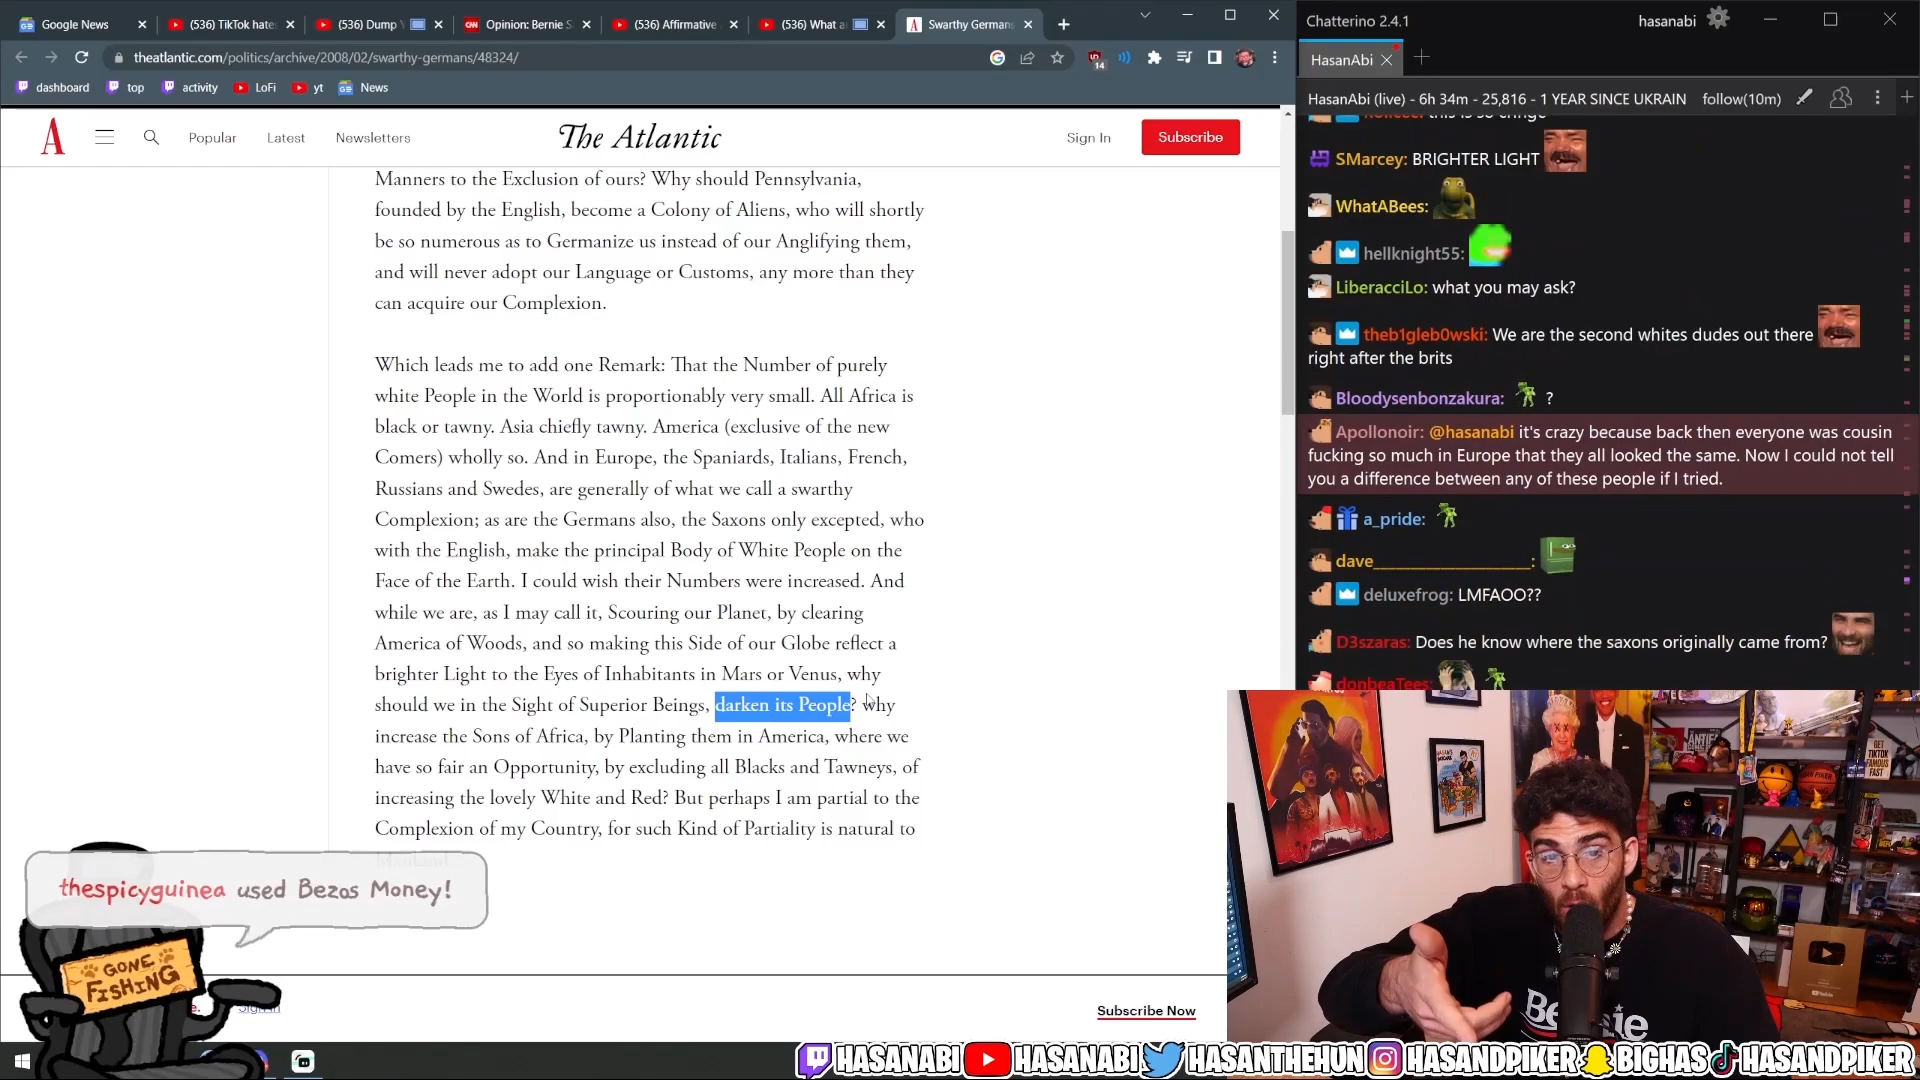 Google News
(536) TikTok hate
(536) Dump
Opinion: Bernie S
(536) Affirmative
(536) What a
Swarthy Germans
theatlantic.com/politics/archive/2008/02/swarthy-germans/48324/
14
dashboard
top
activity
LoFi
yt
News
Popular
Latest
Newsletters
The Atlantic
Sign In
Subscribe
Manners to the Exclusion of ours? Why should Pennsylvania,
founded by the English, become a Colony of Aliens, who will shortly
be so numerous as to Germanize us instead of our Anglifying them,
and will never adopt our Language or Customs, any more than they
can acquire our Complexion.
Which leads me to add one Remark: That the Number of purely
white People in the World is proportionably very small. All Africa is
black or tawny. Asia chiefly tawny. America (exclusive of the new
Comers) wholly so. And in Europe, the Spaniards, Italians, French,
Russians and Swedes, are generally of what we call a swarthy
Complexion; as are the Germans also, the Saxons only excepted, who
with the English, make the principal Body of White People on the
Face of the Earth. I could wish their Numbers were increased. And
while we are, as I may call it, Scouring our Planet, by clearing
America of Woods, and so making this Side of our Globe reflect a
brighter Light to the Eyes of Inhabitants in Mars or Venus, why
should we in the Sight of Superior Beings, darken its People? why
increase the Sons of Africa, by Planting them in America, where we
have so fair an Opportunity, by excluding all Blacks and Tawneys, of
increasing the lovely White and Red? But perhaps I am partial to the
Complexion of my Country, for such Kind of Partiality is natural to
thespicyguinea used Bezos Money!
GONE
FISHING
Sign in
Subscribe Now
Chatterino 2.4.1
hasanabi
HasanAbi
HasanAbi (live) - 6h 34m - 25,816 - 1 YEAR SINCE UKRAIN
follow(10m)
this is so cringe
SMarcey: BRIGHTER LIGHT
WhatABees:
hellknight55:
LiberacciLo: what you may ask?
theb1gleb0wski: We are the second whites dudes out there
right after the brits
Bloodysenbonzakura: ?
Apollonoir: @hasanabi it's crazy because back then everyone was cousin
fucking so much in Europe that they all looked the same. Now I could not tell
you a difference between any of these people if I tried.
a_pride:
dave____________________:
deluxefrog: LMFAOO??
D3szaras: Does he know where the saxons originally came from?
donbeaTees:
GET
TIKTOK
FAMOUS
FAST
Bernie
HASANABI HASANABI HASANTHEHUN HASANDPIKER BIGHAS HASANDPIKER